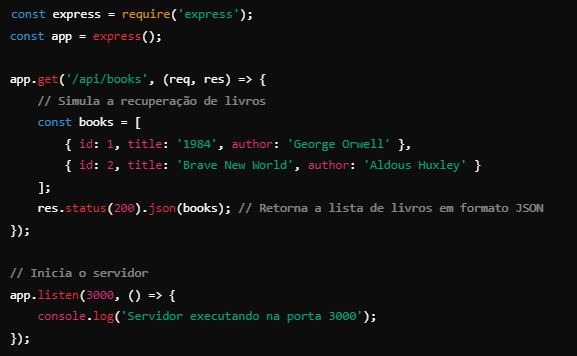 const express = require('express');
const app = express();

app.get('/api/books', (req, res) => {
    // Simula a recuperação de livros
    const books = [
        { id: 1, title: '1984', author: 'George Orwell' },
        { id: 2, title: 'Brave New World', author: 'Aldous Huxley' }
    ];
    res.status(200).json(books); // Retorna a lista de livros em formato JSON
});

// Inicia o servidor
app.listen(3000, () => {
    console.log('Servidor executando na porta 3000');
});